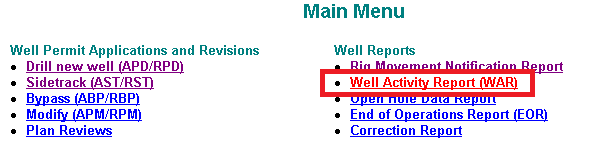 Main Menu
Well Permit Applications and Revisions
Drill new well (APD/RPD)
Sidetrack (AST/RST)
Bypass (ABP/RBP)
Modify (APM/RPM)
Plan Reviews
Well Reports
Rig Movement Notification Report
Well Activity Report (WAR)
Open Hole Data Report
End of Operations Report (EOR)
Correction Report